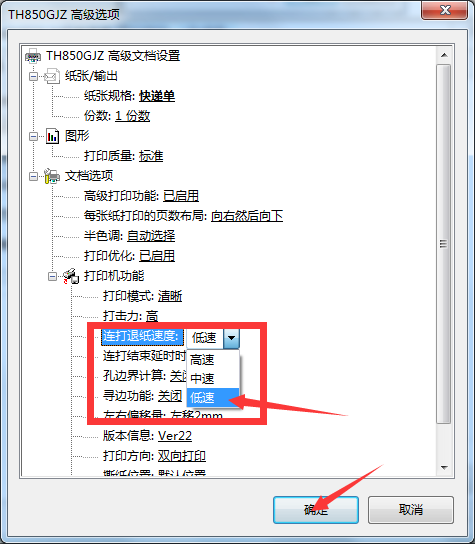 TH850GJZ 高级选项
TH850GJZ 高级文档设置
纸张/输出
纸张规格: 快递单
份数: 1 份数
图形
打印质量: 标准
文档选项
高级打印功能: 已启用
每张纸打印的页数布局: 向右然后向下
半色调: 自动选择
打印优化: 已启用
打印机功能
打印模式: 清晰
打击力: 高
连打退纸速度: 低速
连打结束延时时 高速
孔边界计算: 关闭 中速
寻边功能: 关闭 低速
左右偏移量: 左移2mm
版本信息: Ver22
打印方向: 双向打印
撕纸位置: 默认位置
确定 取消